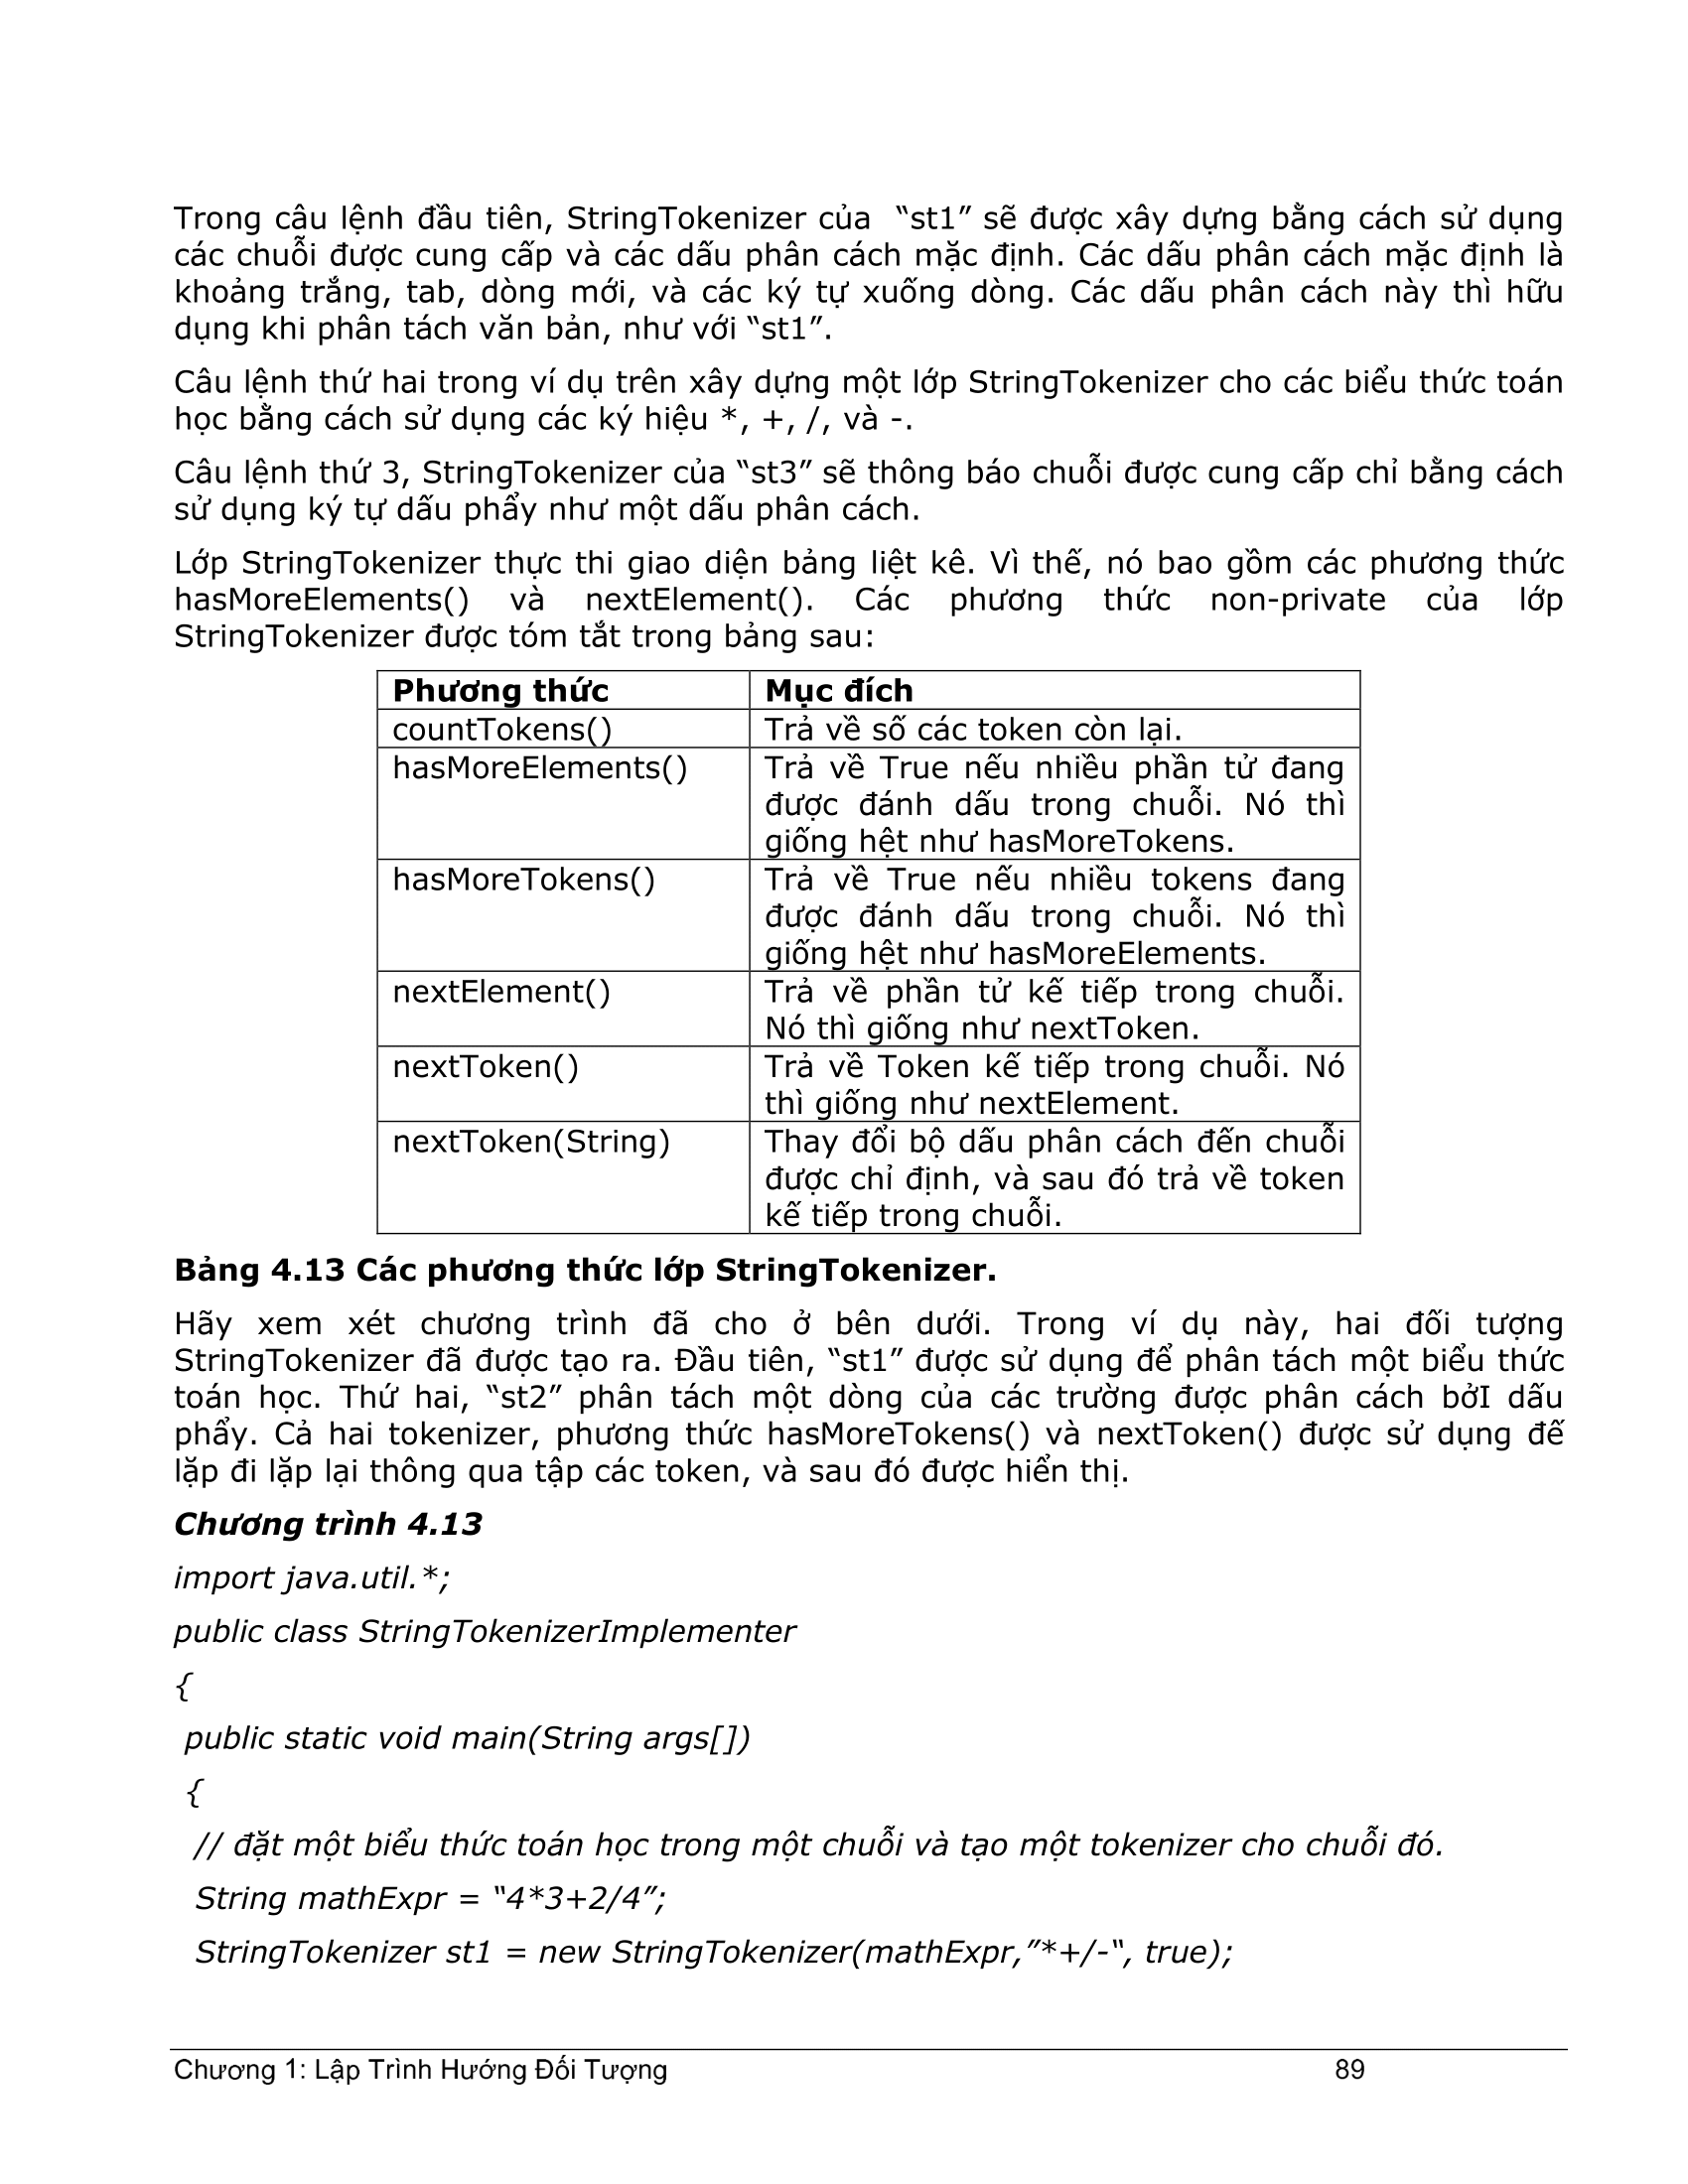 Trong câu lệnh đầu tiên, StringTokenizer của “st1” sẽ được xây dựng bằng cách sử dụng
các chuỗi được cung cấp và các dấu phân cách mặc định. Các dấu phân cách mặc định là
khoảng trắng, tab, dòng mới, và các ký tự xuống dòng. Các dấu phân cách này thì hữu
dụng khi phân tách văn bản, như với “st1”.
Câu lệnh thứ hai trong ví dụ trên xây dựng một lớp StringTokenizer cho các biểu thức toán
học bằng cách sử dụng các ký hiệu *, +, /, và -.
Câu lệnh thứ 3, StringTokenizer của “st3” sẽ thông báo chuỗi được cung cấp chỉ bằng cách
sử dụng ký tự dấu phẩy như một dấu phân cách.
Lớp StringTokenizer thực thi giao diện bảng liệt kê. Vì thế, nó bao gồm các phương thức
hasMoreElements() và nextElement(). Các phương thức non-private của lớp
StringTokenizer được tóm tắt trong bảng sau:
Phương thức Mục đích
countTokens() Trả về số các token còn lại.
hasMoreElements() Trả về True nếu nhiều phần tử đang
được đánh dấu trong chuỗi. Nó thì
giống hệt như hasMoreTokens.
hasMoreTokens() Trả về True nếu nhiều tokens đang
được đánh dấu trong chuỗi. Nó thì
giống hệt như hasMoreElements.
nextElement() Trả về phần tử kế tiếp trong chuỗi.
Nó thì giống như nextToken.
nextToken() Trả về Token kế tiếp trong chuỗi. Nó
thì giống như nextElement.
nextToken(String) Thay đổi bộ dấu phân cách đến chuỗi
được chỉ định, và sau đó trả về token
kế tiếp trong chuỗi.
Bảng 4.13 Các phương thức lớp StringTokenizer.
Hãy xem xét chương trình đã cho ở bên dưới. Trong ví dụ này, hai đối tượng
StringTokenizer đã được tạo ra. Đầu tiên, “st1” được sử dụng để phân tách một biểu thức
toán học. Thứ hai, “st2” phân tách một dòng của các trường được phân cách bởI dấu
phẩy. Cả hai tokenizer, phương thức hasMoreTokens() và nextToken() được sử dụng đế
lặp đi lặp lại thông qua tập các token, và sau đó được hiển thị.
Chương trình 4.13
import java.util.*;
public class StringTokenizerImplementer
{
public static void main(String args[])
{
// đặt một biểu thức toán học trong một chuỗi và tạo một tokenizer cho chuỗi đó.
String mathExpr = “4*3+2/4”;
StringTokenizer st1 = new StringTokenizer(mathExpr,”*+/-“, true);
Chương 1: Lập Trình Hướng Đối Tượng 89